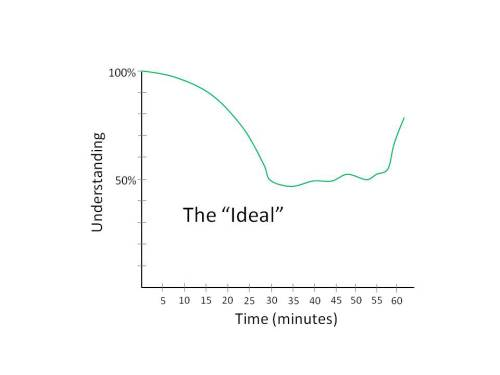 100%
50%
Understanding
The “Ideal”
5 10 15 20 25 30 35 40 45 50 55 60
Time (minutes)